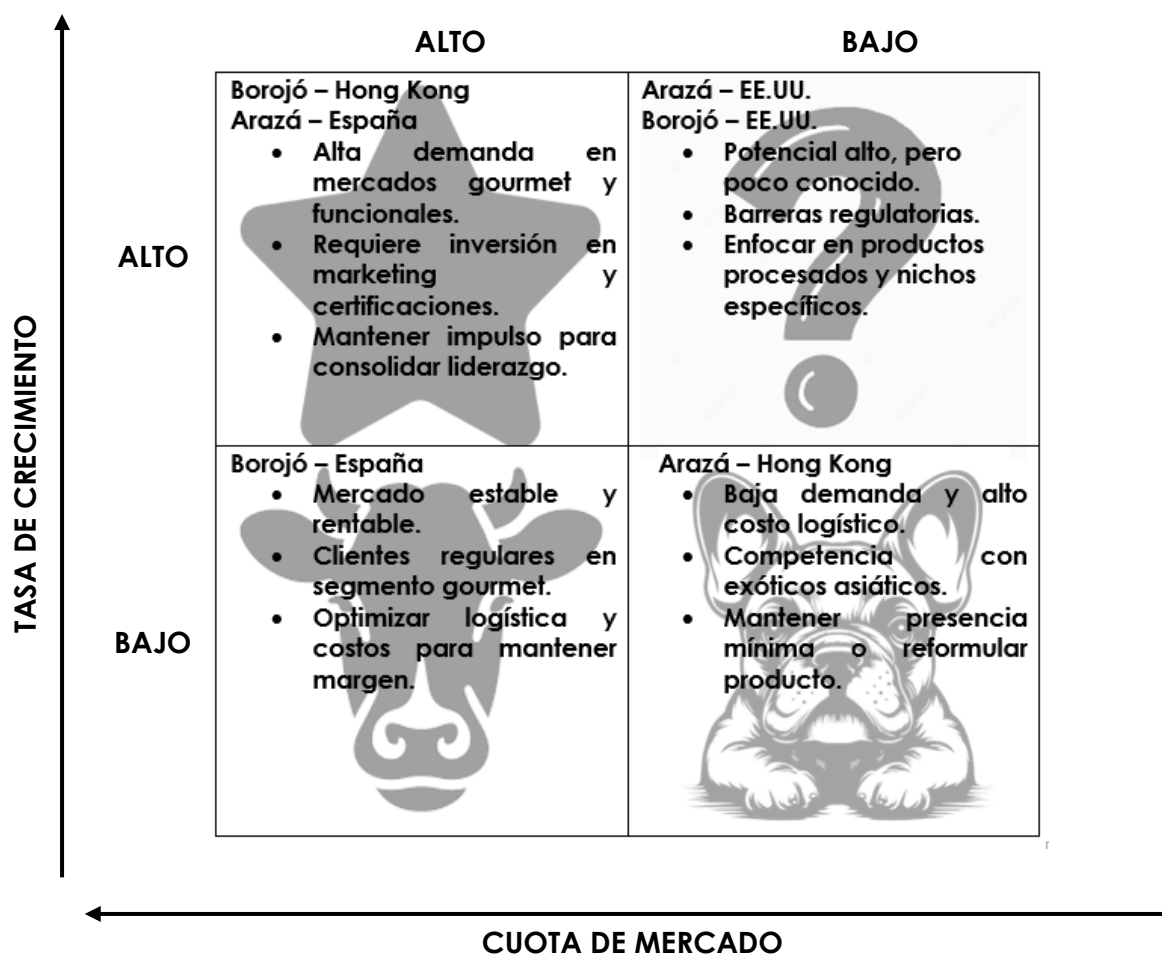 ALTO
BAJO
Borojó – Hong Kong
Arazá – España
• Alta demanda en
mercados gourmet y
funcionales.
• Requiere inversión en
marketing y
certificaciones.
• Mantener impulso para
consolidar liderazgo.
Arazá – EE.UU.
Borojó – EE.UU.
• Potencial alto, pero
poco conocido.
• Barreras regulatorias.
• Enfocar en productos
procesados y nichos
específicos.
ALTO
TASA DE CRECIMIENTO
Borojó – España
• Mercado estable y
rentable.
• Clientes regulares en
segmento gourmet.
• Optimizar logística y
costos para mantener
margen.
Arazá – Hong Kong
• Baja demanda y alto
costo logístico.
• Competencia con
exóticos asiáticos.
• Mantener presencia
mínima o reformular
producto.
BAJO
CUOTA DE MERCADO